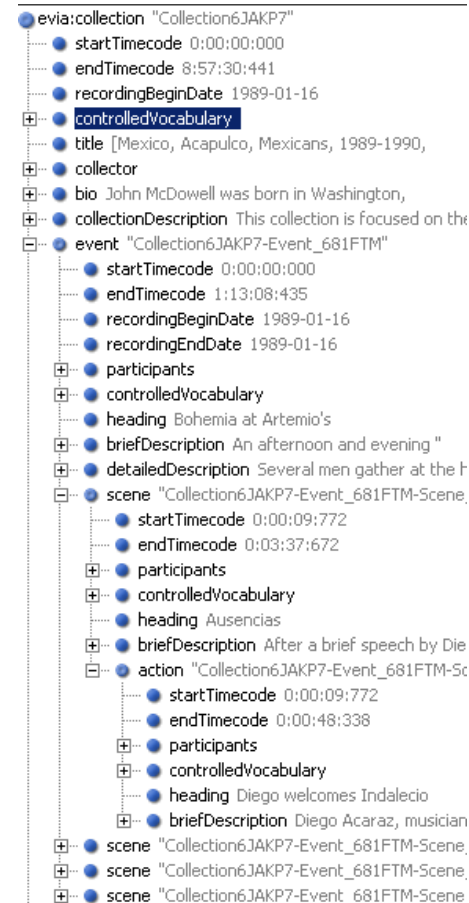 evia:collection "Collection6JAKP7"
startTimecode 0:00:00:000
endTimecode 8:57:30:441
recordingBeginDate 1989-01-16
controlledVocabulary
title [Mexico, Acapulco, Mexicans, 1989-1990,
collector
bio John McDowell was born in Washington,
collectionDescription This collection is focused on the
event "Collection6JAKP7-Event_681FTM"
startTimecode 0:00:00:000
endTimecode 1:13:08:435
recordingBeginDate 1989-01-16
recordingEndDate 1989-01-16
participants
controlledVocabulary
heading Bohemia at Artemio's
briefDescription An afternoon and evening "
detailedDescription Several men gather at the h
scene "Collection6JAKP7-Event_681FTM-Scene_
startTimecode 0:00:09:772
endTimecode 0:03:37:672
participants
controlledVocabulary
heading Ausencias
briefDescription After a brief speech by Die
action "Collection6JAKP7-Event_681FTM-Sc
startTimecode 0:00:09:772
endTimecode 0:00:48:338
participants
controlledVocabulary
heading Diego welcomes Indalecio
briefDescription Diego Acaraz, musician
scene "Collection6JAKP7-Event_681FTM-Scene_
scene "Collection6JAKP7-Event_681FTM-Scene_
scene "Collection6JAKP7-Event_681FTM-Scene